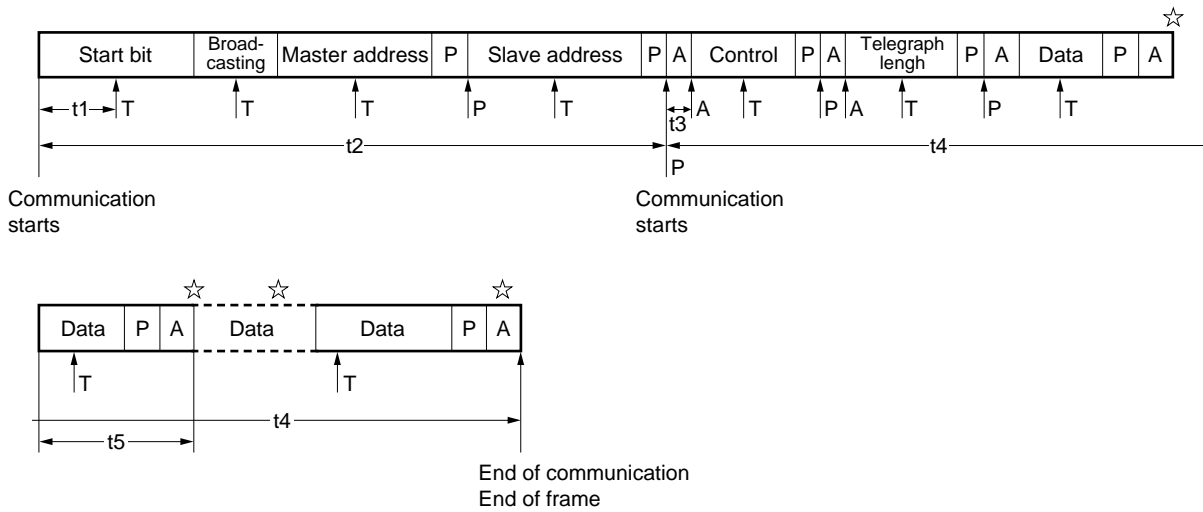 Start bit
Broad-
casting
Master address
P
Slave address
P
A
Control
P
A
Telegraph
lengh
P
A
Data
P
A
t1
T
T
T
P
T
t3
A
T
P
A
T
P
T
t2
t4
P
Communication
starts
Communication
starts
Data
P
A
Data
Data
P
A
T
T
t4
t5
End of communication
End of frame